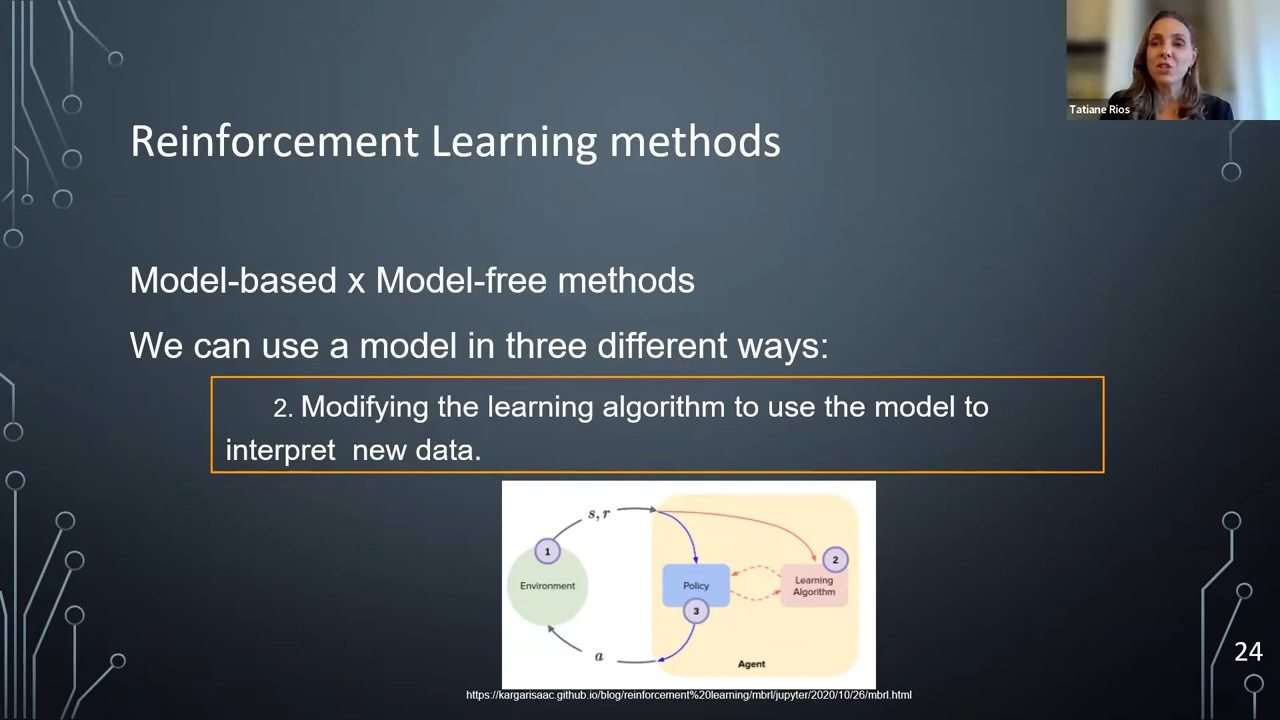 Tatiane Rios
Reinforcement Learning methods
Model-based x Model-free methods
We can use a model in three different ways:
2. Modifying the learning algorithm to use the model to
interpret new data.
s, r
1
2
Environment
Policy
Learning
Algorithm
3
a
Agent
24
https://kargarisaac.github.io/blog/reinforcement%20learning/mbrl/jupyter/2020/10/26/mbrl.html